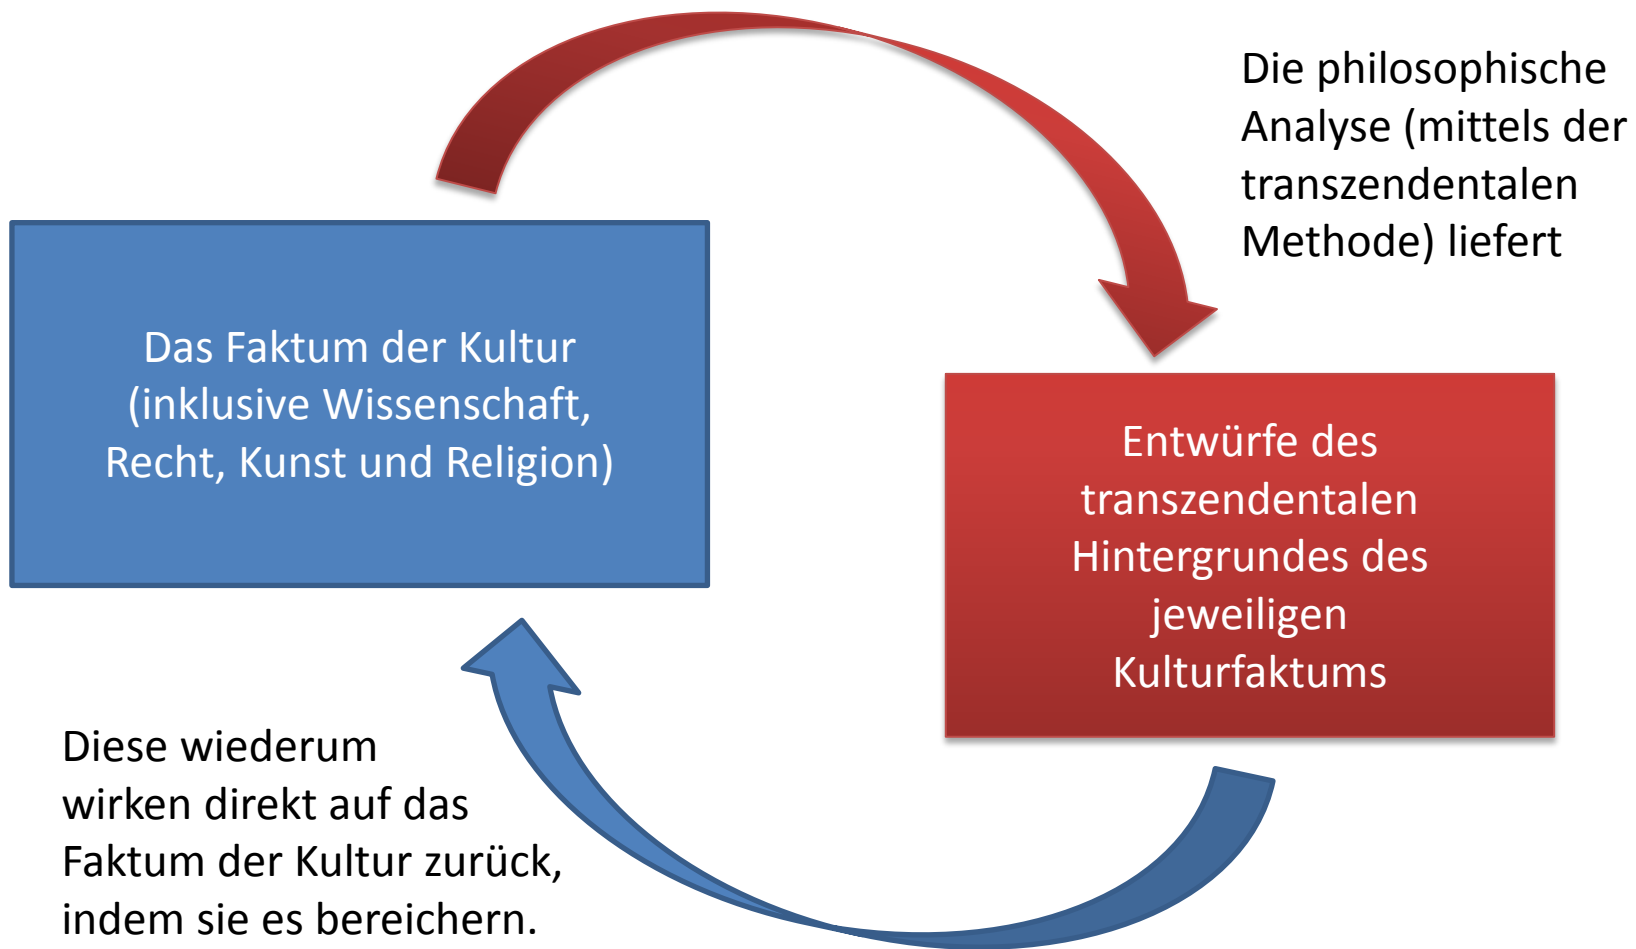 Die philosophische
Analyse (mittels der
transzendentalen
Methode) liefert
Das Faktum der Kultur
(inklusive Wissenschaft,
Recht, Kunst und Religion)
Entwürfe des
transzendentalen
Hintergrundes des
jeweiligen
Kulturfaktums
Diese wiederum
wirken direkt auf das
Faktum der Kultur zurück,
indem sie es bereichern.